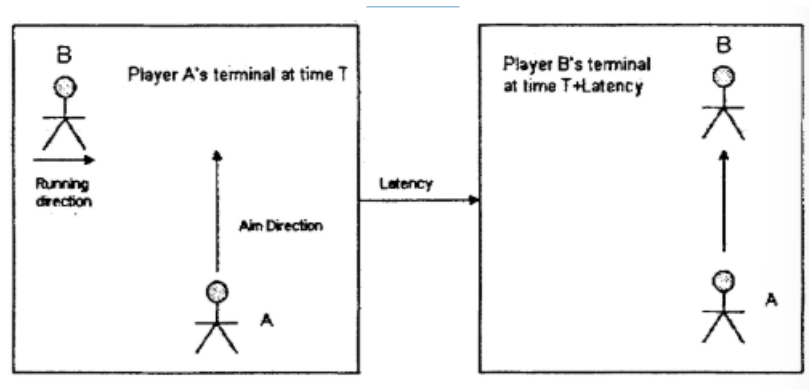 B
Player A's terminal at time T
Running
direction
Aim Direction
A
Latency
B
Player B's terminal
at time T+Latency
A